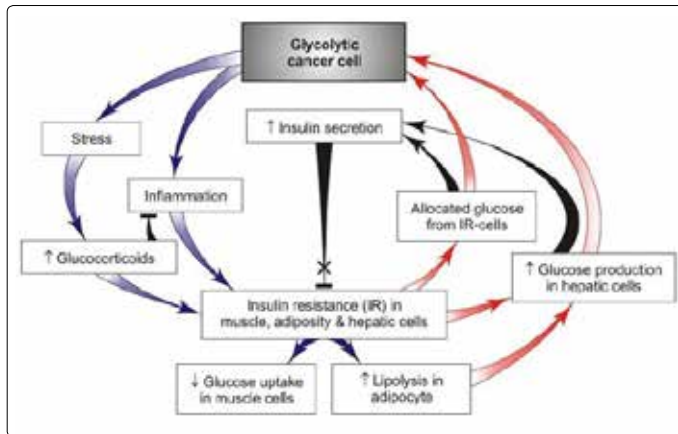 Glycolytic
cancer cell
Stress
↑ Insulin secretion
Inflammation
Allocated glucose
from IR-cells
↑ Glucocorticoids
↑ Glucose production
in hepatic cells
Insulin resistance (IR) in
muscle, adiposity & hepatic cells
↓ Glucose uptake
in muscle cells
↑ Lipolysis in
adipocyte